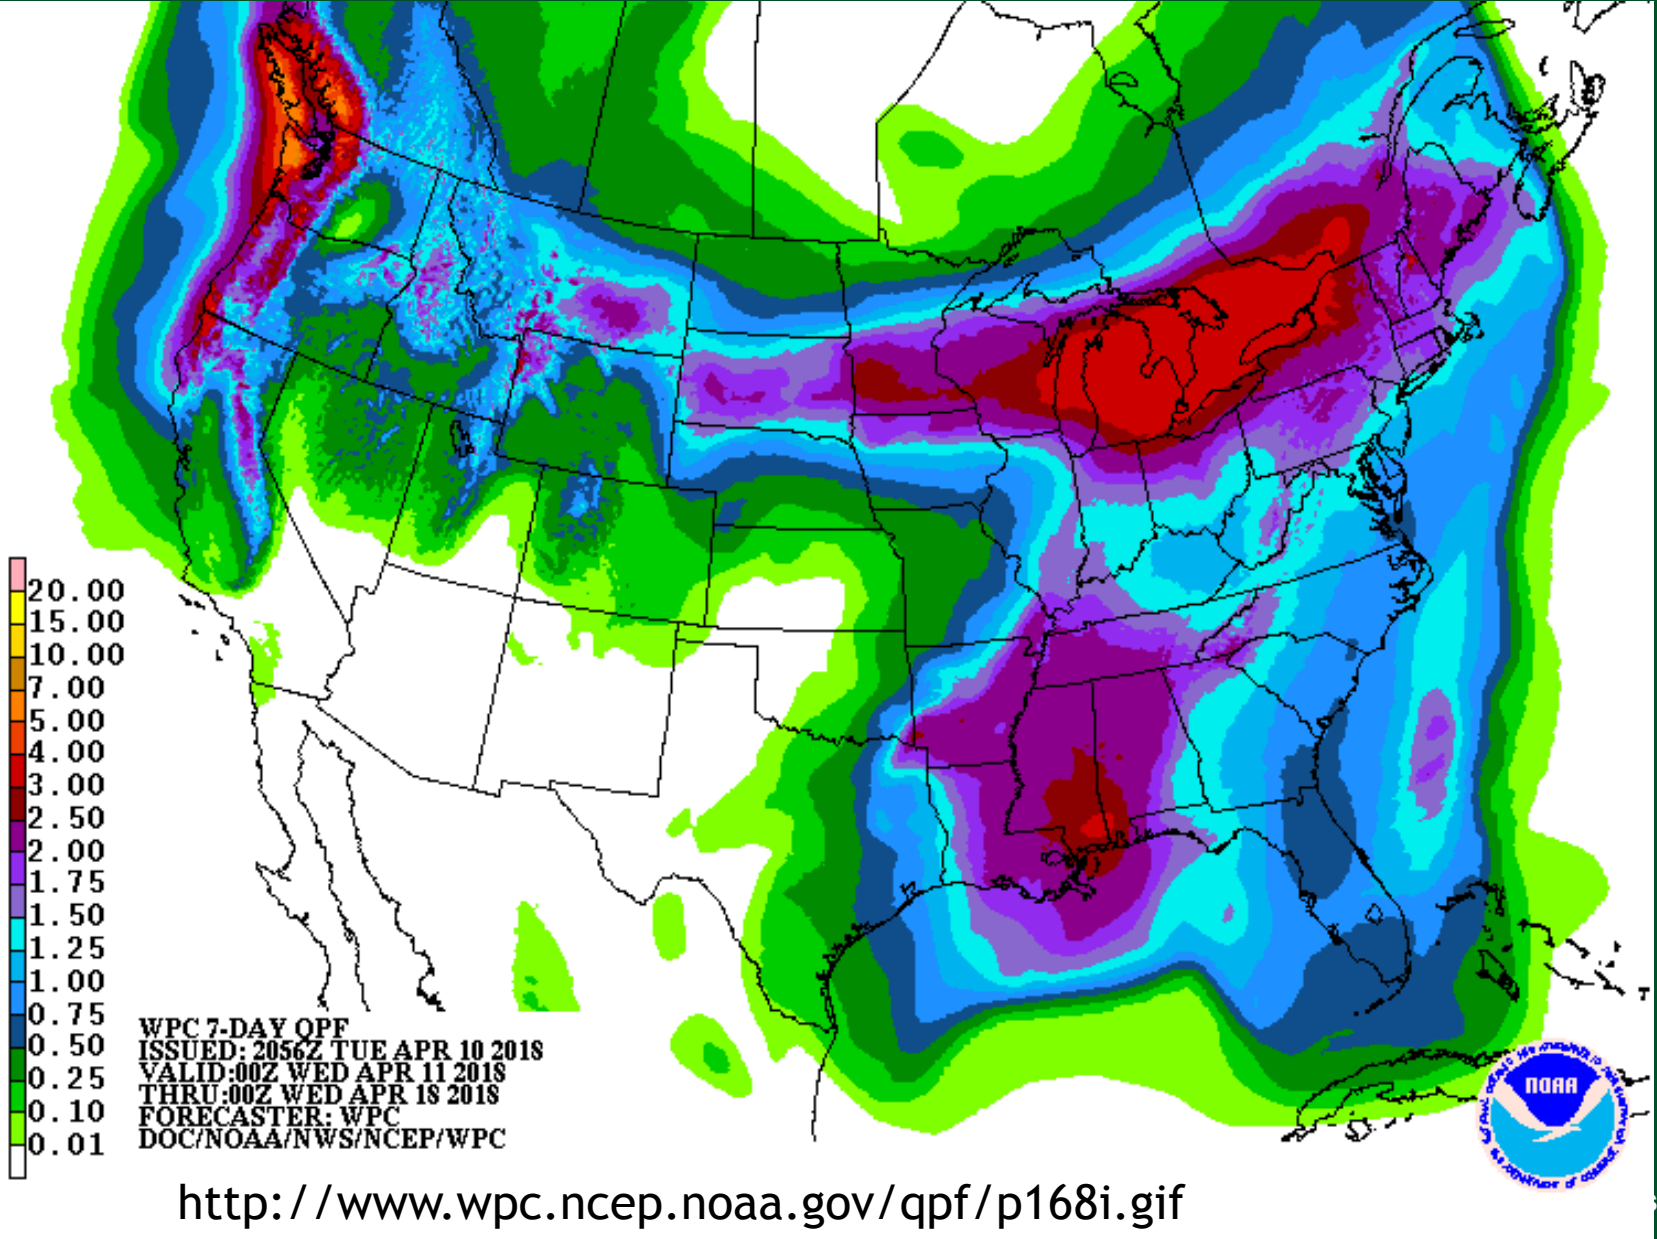 20.00
15.00
10.00
7.00
5.00
4.00
3.00
2.50
2.00
1.75
1.50
1.25
1.00
0.75
0.50
0.25
0.10
0.01
WPC 7-DAY QPF
ISSUED: 2056Z TUE APR 10 2018
VALID:00Z WED APR 11 2018
THRU:00Z WED APR 18 2018
FORECASTER: WPC
DOC/NOAA/NWS/NCEP/WPC
NOAA
http://www.wpc.ncep.noaa.gov/qpf/p168i.gif